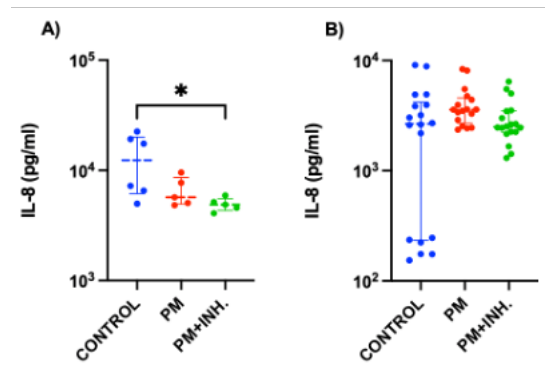 A)
IL-8 (pg/ml)
10⁵
10⁴
10³
*
CONTROL
PM
PM+INH.
B)
IL-8 (pg/ml)
10⁴
10³
10²
CONTROL
PM
PM+INH.